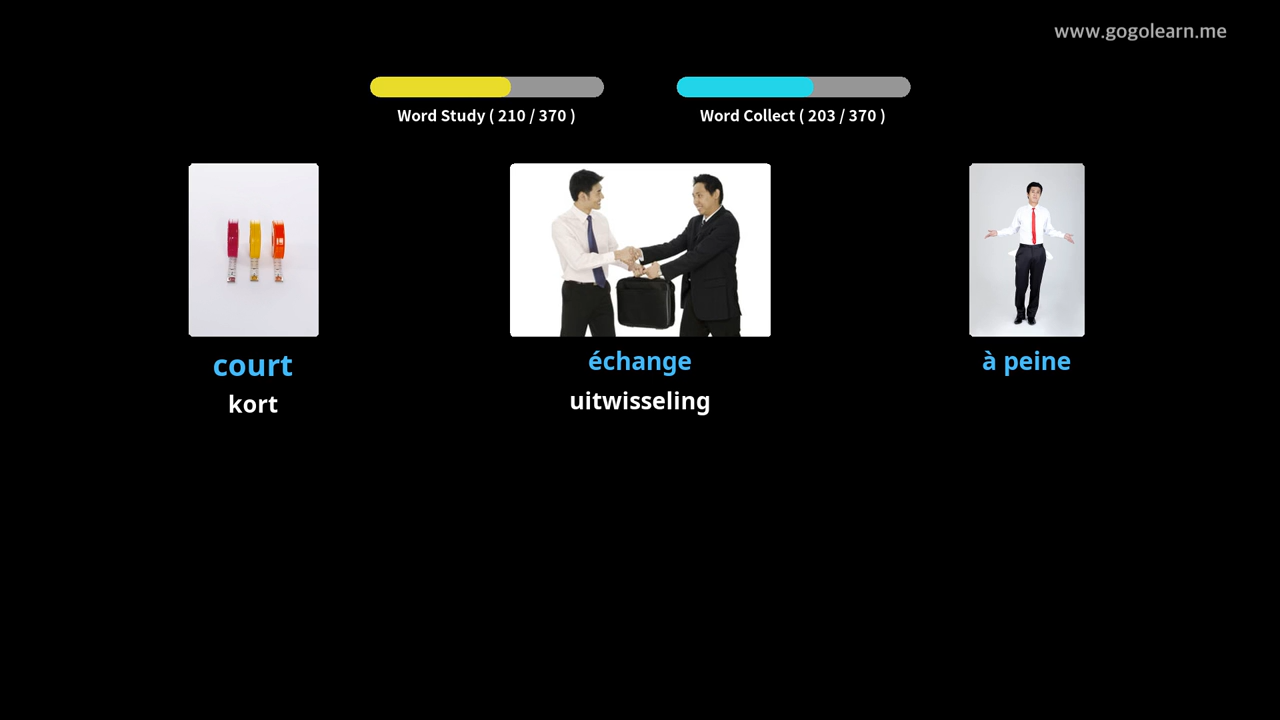 www.gogolearn.me
Word Study ( 210 / 370 )
Word Collect ( 203 / 370 )
court
kort
échange
uitwisseling
à peine